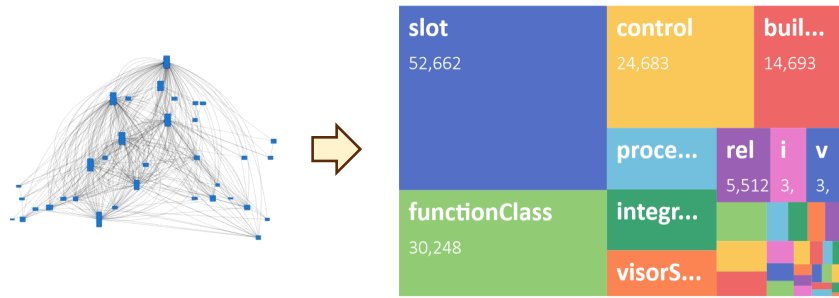 slot
52,662
control
24,683
buil...
14,693
proce...
rel
5,512
i
3,
v
3,
functionClass
30,248
integr...
visorS...